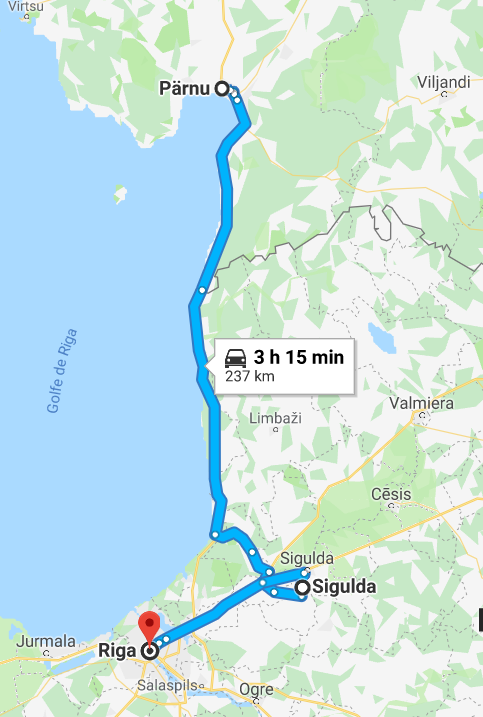 Virtsu
Pärnu
Viljandi
Golfe de Riga
3 h 15 min
237 km
Limbaži
Valmiera
Cēsis
Sigulda
Sigulda
Riga
Jurmala
Salaspils
Ogre